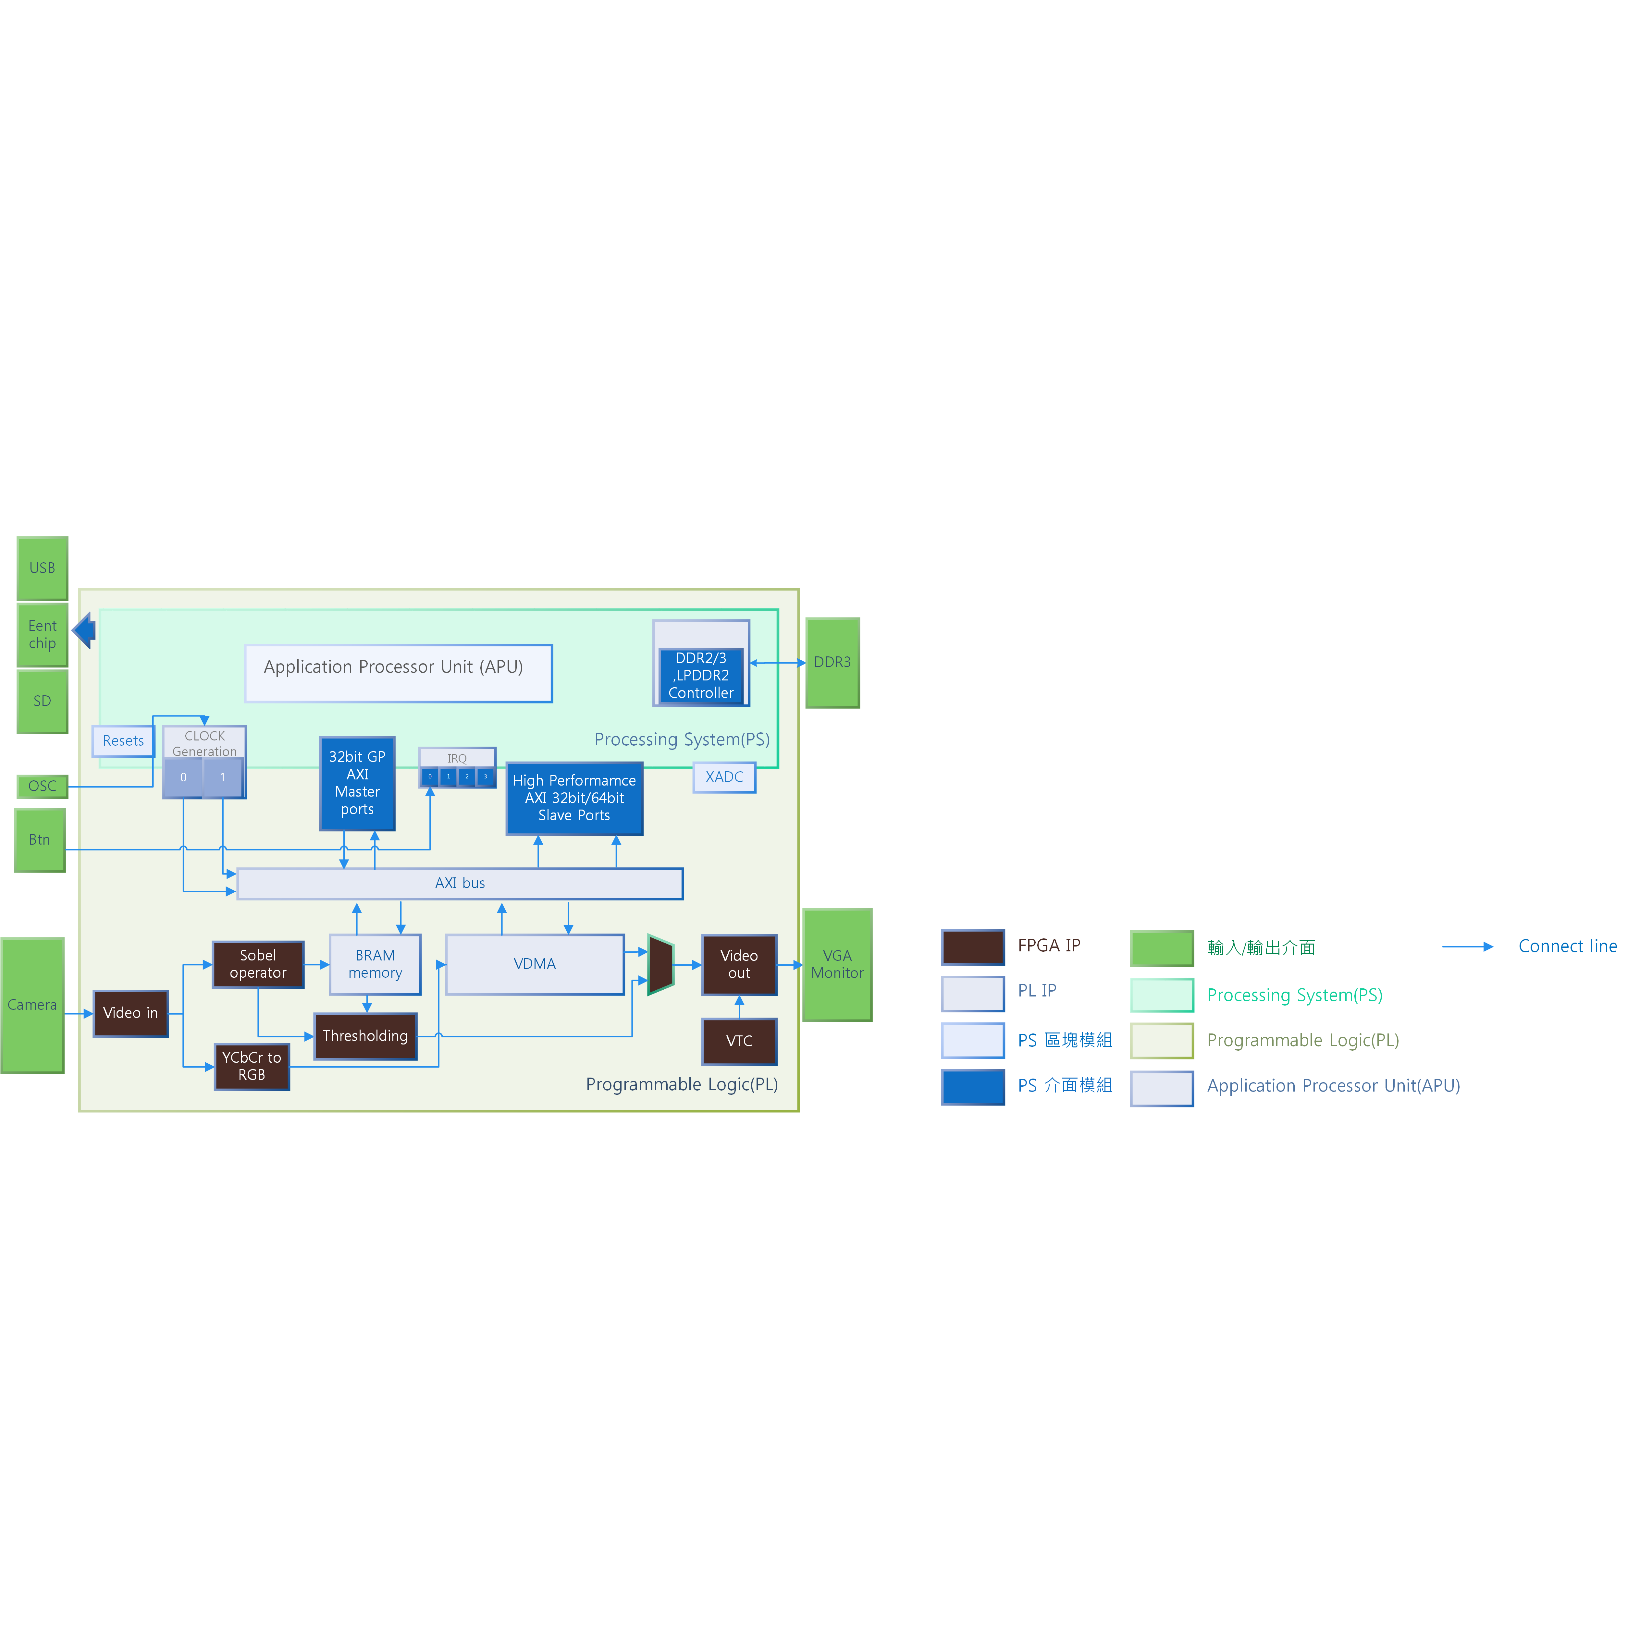 USB
Eent
chip
SD
OSC
Btn
Camera
Application Processor Unit (APU)
DDR2/3
,LPDDR2
Controller
DDR3
Processing System(PS)
Resets
CLOCK
Generation
0
1
32bit GP
AXI
Master
ports
IRQ
High Performamce
AXI 32bit/64bit
Slave Ports
XADC
AXI bus
Sobel
operator
BRAM
memory
VDMA
Video
out
VGA
Monitor
Video in
Thresholding
VTC
YCbCr to
RGB
Programmable Logic(PL)
FPGA IP
PL IP
PS 區塊模組
PS 介面模組
輸入/輸出介面
Processing System(PS)
Programmable Logic(PL)
Application Processor Unit(APU)
Connect line